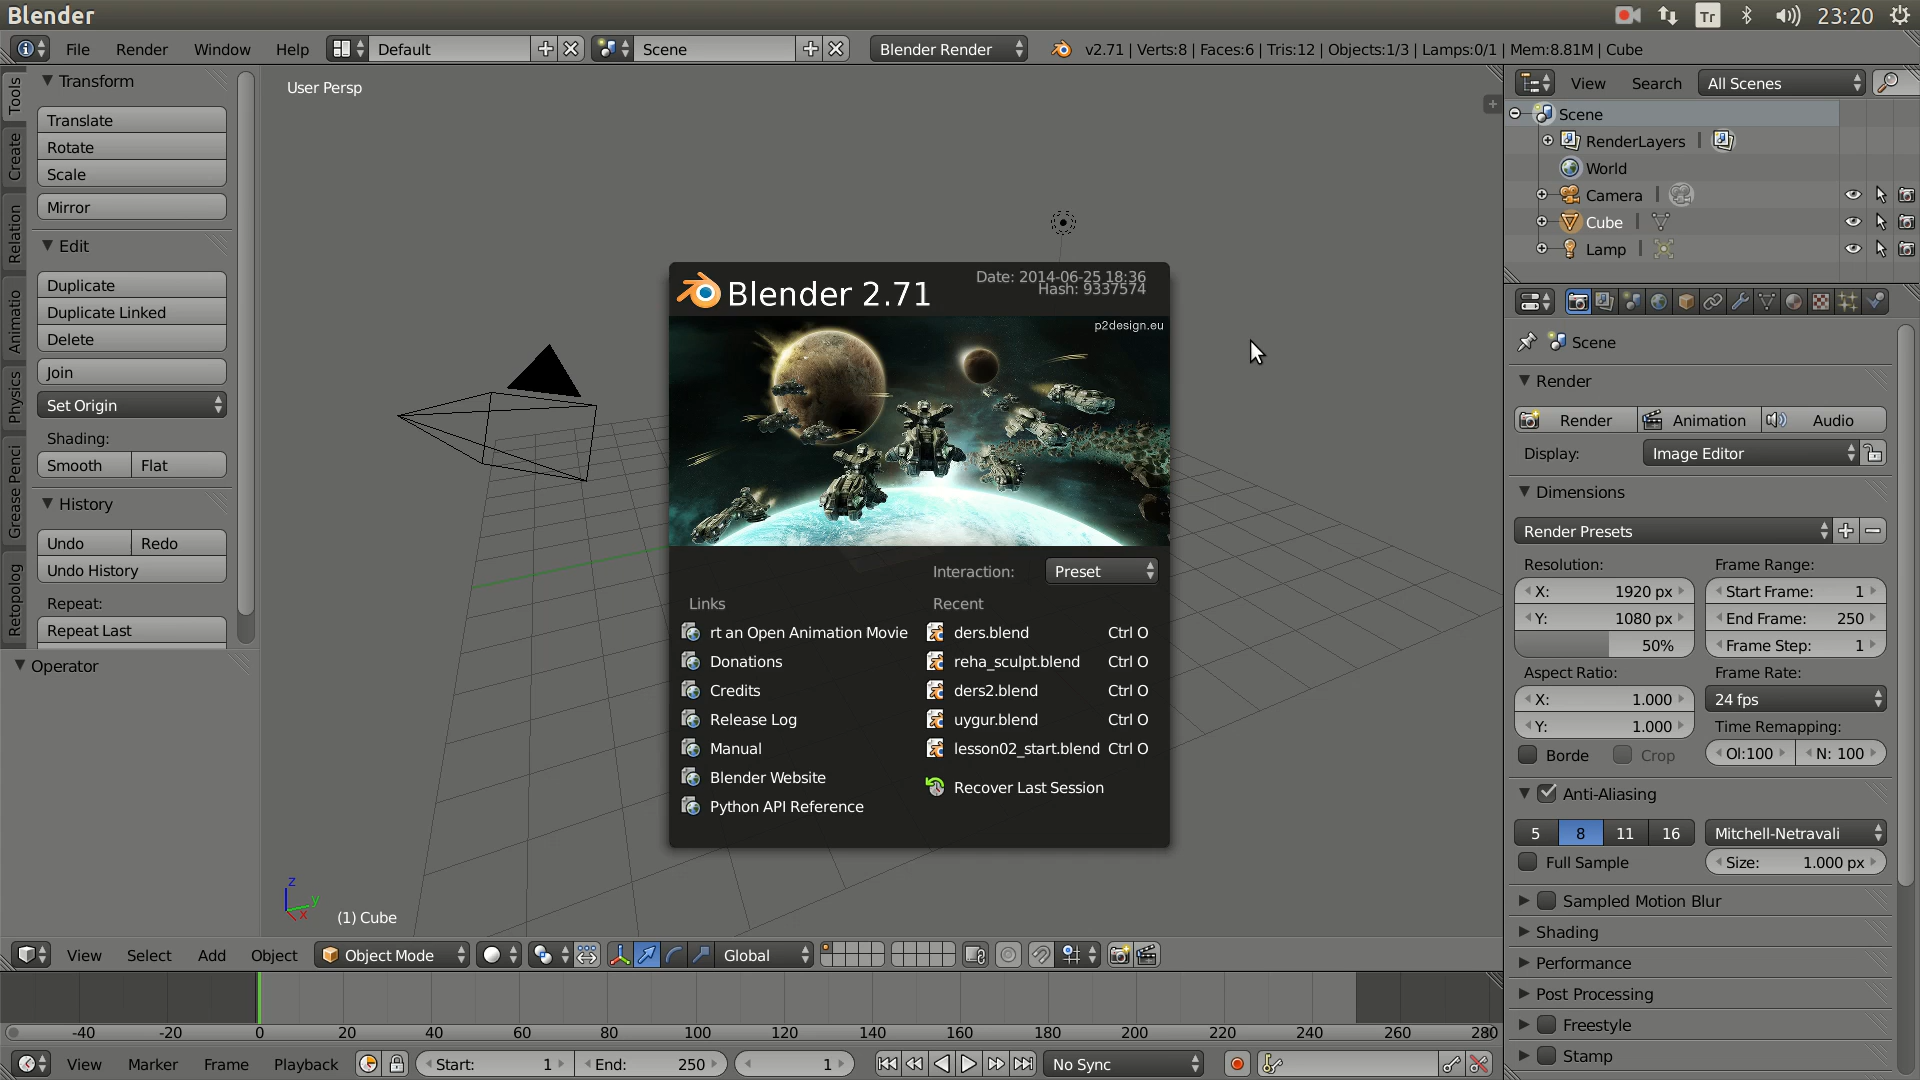 Blender
Tr
23:20
File Render Window Help
Default
Scene
Blender Render
v2.71 | Verts:8 | Faces:6 | Tris:12 | Objects:1/3 | Lamps:0/1 | Mem:8.81M | Cube
Tools
Create
Relation
Animatio
Physics
Grease Penci
Retopolog
Transform
Translate
Rotate
Scale
Mirror
Edit
Duplicate
Duplicate Linked
Delete
Join
Set Origin
Shading:
Smooth Flat
History
Undo Redo
Undo History
Repeat:
Repeat Last
Operator
User Persp
Blender 2.71
Date: 2014-06-25 18:36
Hash: 9337574
p2design.eu
Interaction: Preset
Links
rt an Open Animation Movie
Donations
Credits
Release Log
Manual
Blender Website
Python API Reference
Recent
ders.blend Ctrl O
reha_sculpt.blend Ctrl O
ders2.blend Ctrl O
uygur.blend Ctrl O
lesson02_start.blend Ctrl O
Recover Last Session
z
y
x
(1) Cube
View Select Add Object
Object Mode
Global
-40 -20 0 20 40 60 80 100 120 140 160 180 200 220 240 260 280
View Marker Frame Playback
Start: 1
End: 250
1
No Sync
View Search All Scenes
Scene
RenderLayers |
World
Camera |
Cube |
Lamp |
Scene
Render
Render Animation Audio
Display: Image Editor
Dimensions
Render Presets
Resolution:
X: 1920 px
Y: 1080 px
50%
Aspect Ratio:
X: 1.000
Y: 1.000
Borde Crop
Frame Range:
Start Frame: 1
End Frame: 250
Frame Step: 1
Frame Rate:
24 fps
Time Remapping:
Ol:100 N: 100
Anti-Aliasing
5 8 11 16
Mitchell-Netravali
Full Sample
Size: 1.000 px
Sampled Motion Blur
Shading
Performance
Post Processing
Freestyle
Stamp